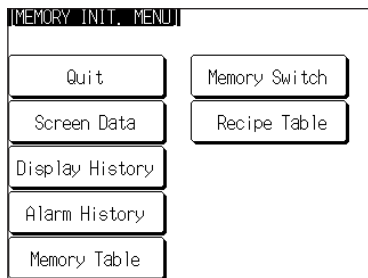 [MEMORY INIT. MENU]
Quit
Memory Switch
Screen Data
Recipe Table
Display History
Alarm History
Memory Table